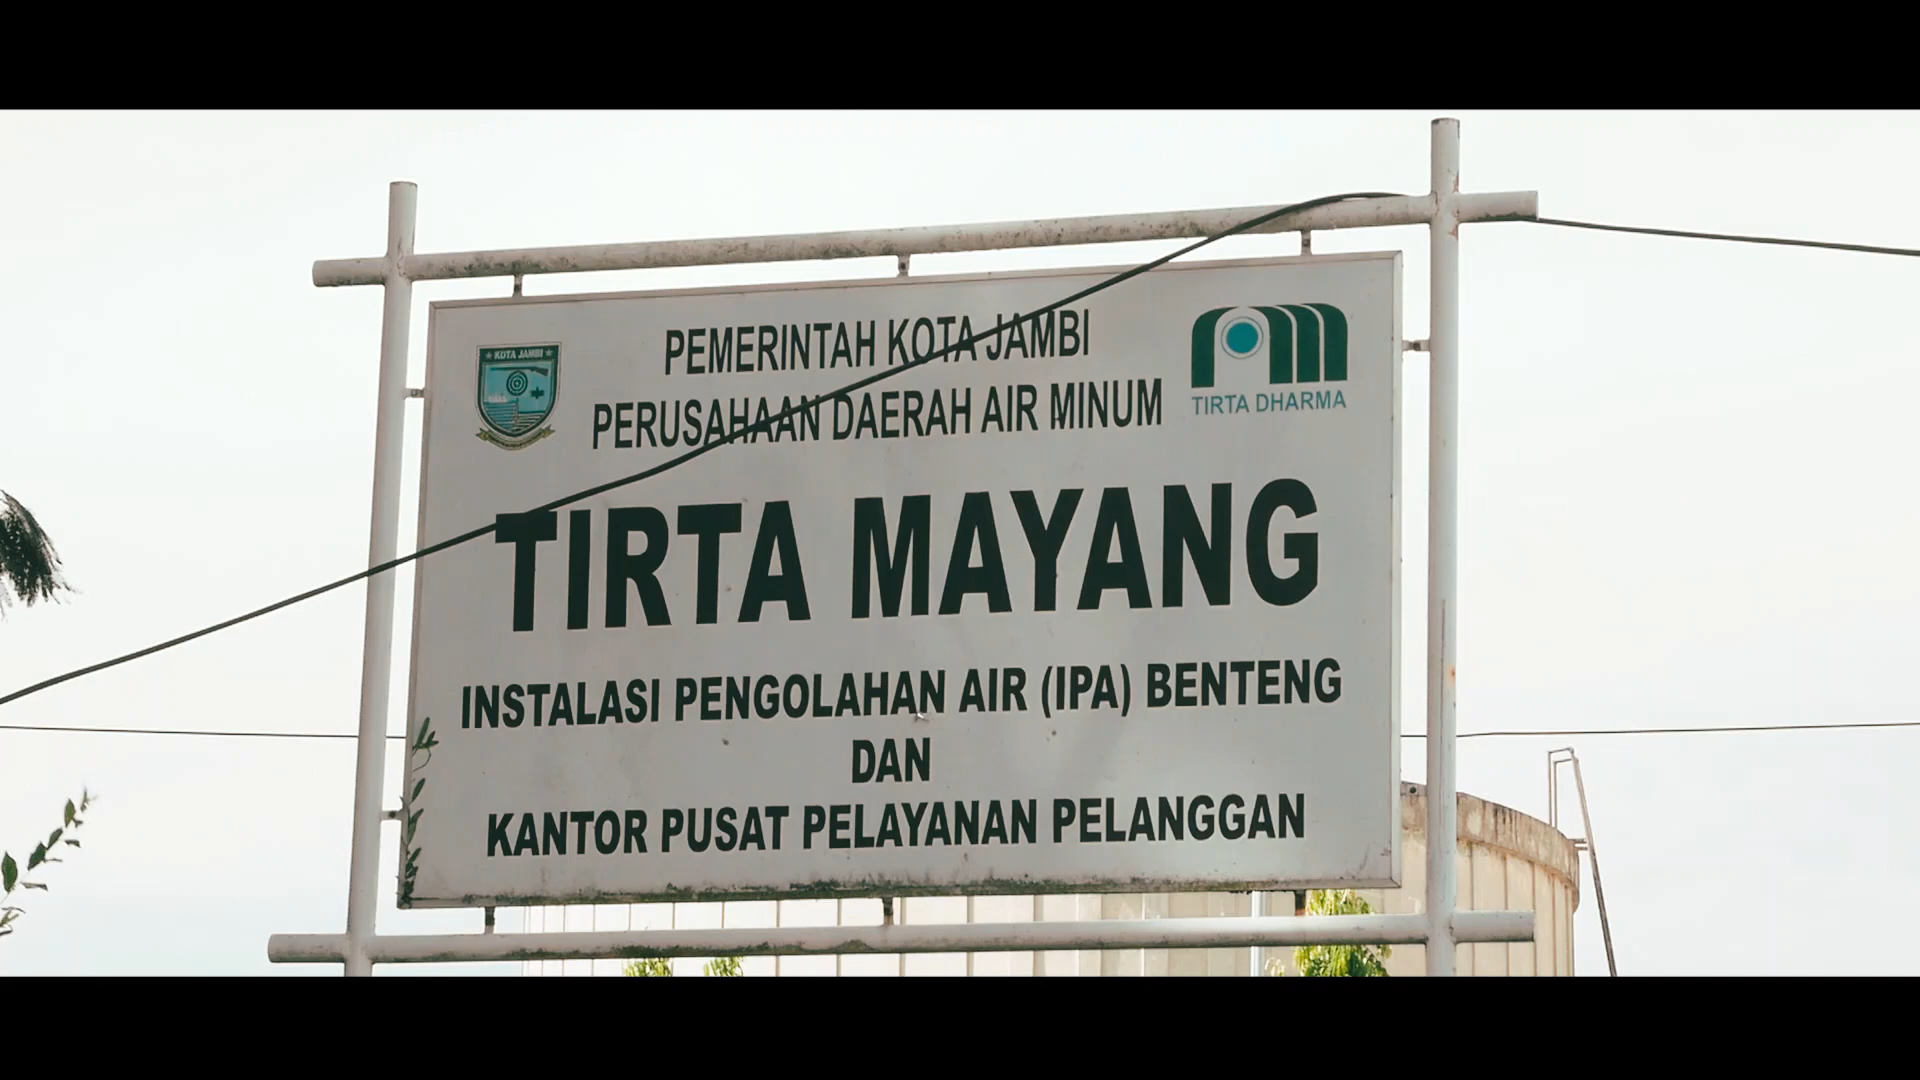 PEMERINTAH KOTA JAMBI
PERUSAHAAN DAERAH AIR MINUM
KOTA JAMBI
TIRTA DHARMA
TIRTA MAYANG
INSTALASI PENGOLAHAN AIR (IPA) BENTENG
DAN
KANTOR PUSAT PELAYANAN PELANGGAN